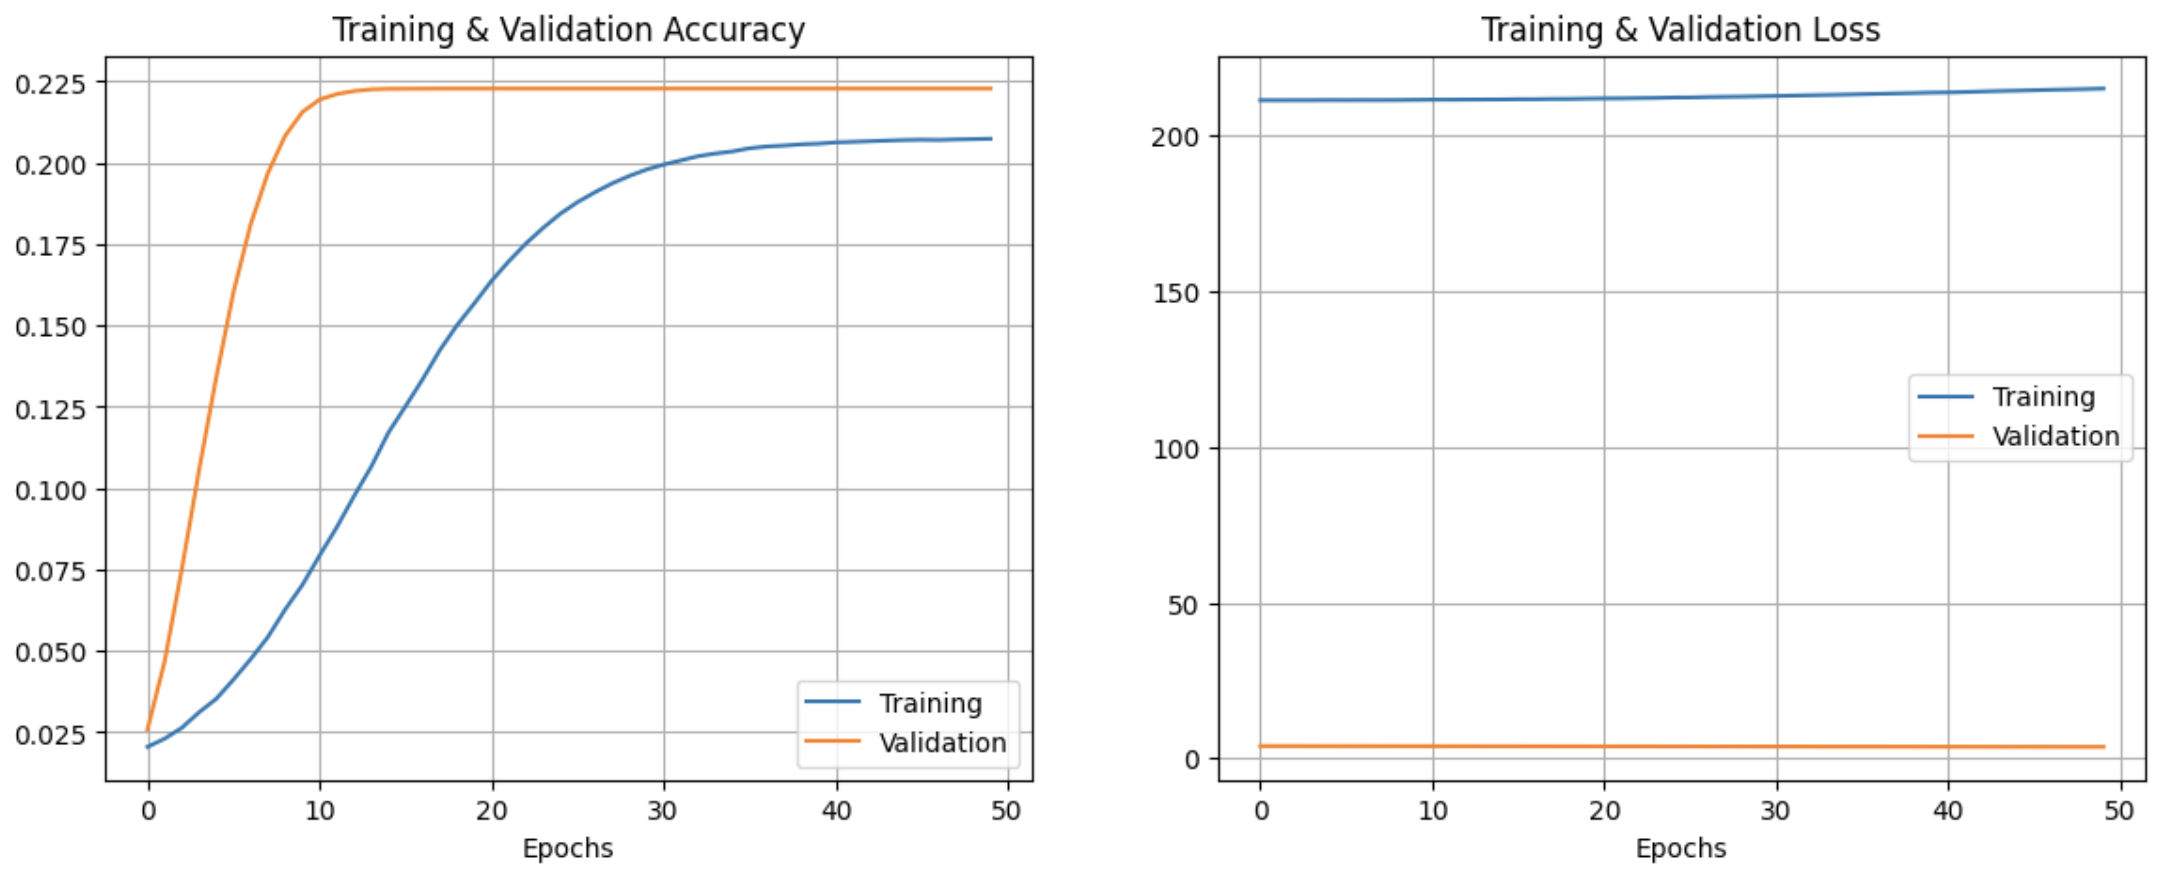 Training & Validation Accuracy
0.225
0.200
0.175
0.150
0.125
0.100
0.075
0.050
0.025
Training
Validation
0 10 20 30 40 50
Epochs
Training & Validation Loss
200
150
100
50
0
Training
Validation
0 10 20 30 40 50
Epochs